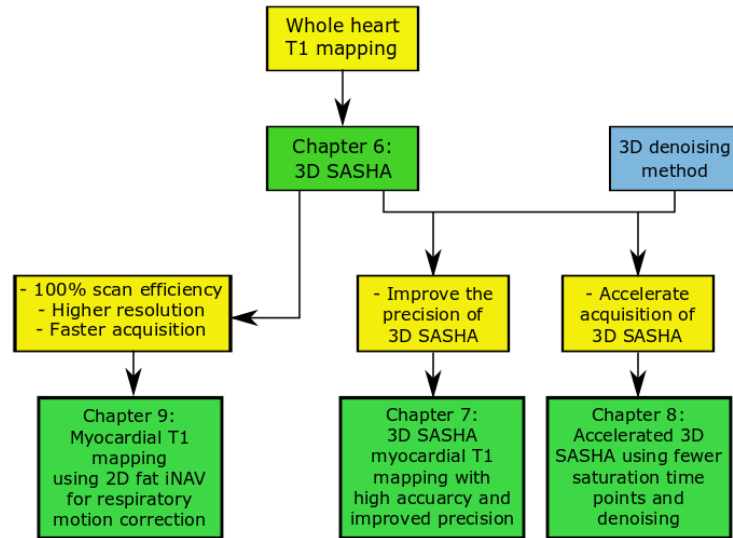 Whole heart
T1 mapping
Chapter 6:
3D SASHA
3D denoising
method
- 100% scan efficiency
- Higher resolution
- Faster acquisition
- Improve the
precision of
3D SASHA
- Accelerate
acquisition of
3D SASHA
Chapter 9:
Myocardial T1
mapping
using 2D fat iNAV
for respiratory
motion correction
Chapter 7:
3D SASHA
myocardial T1
mapping with
high accuarcy and
improved precision
Chapter 8:
Accelerated 3D
SASHA using fewer
saturation time
points and
denoising